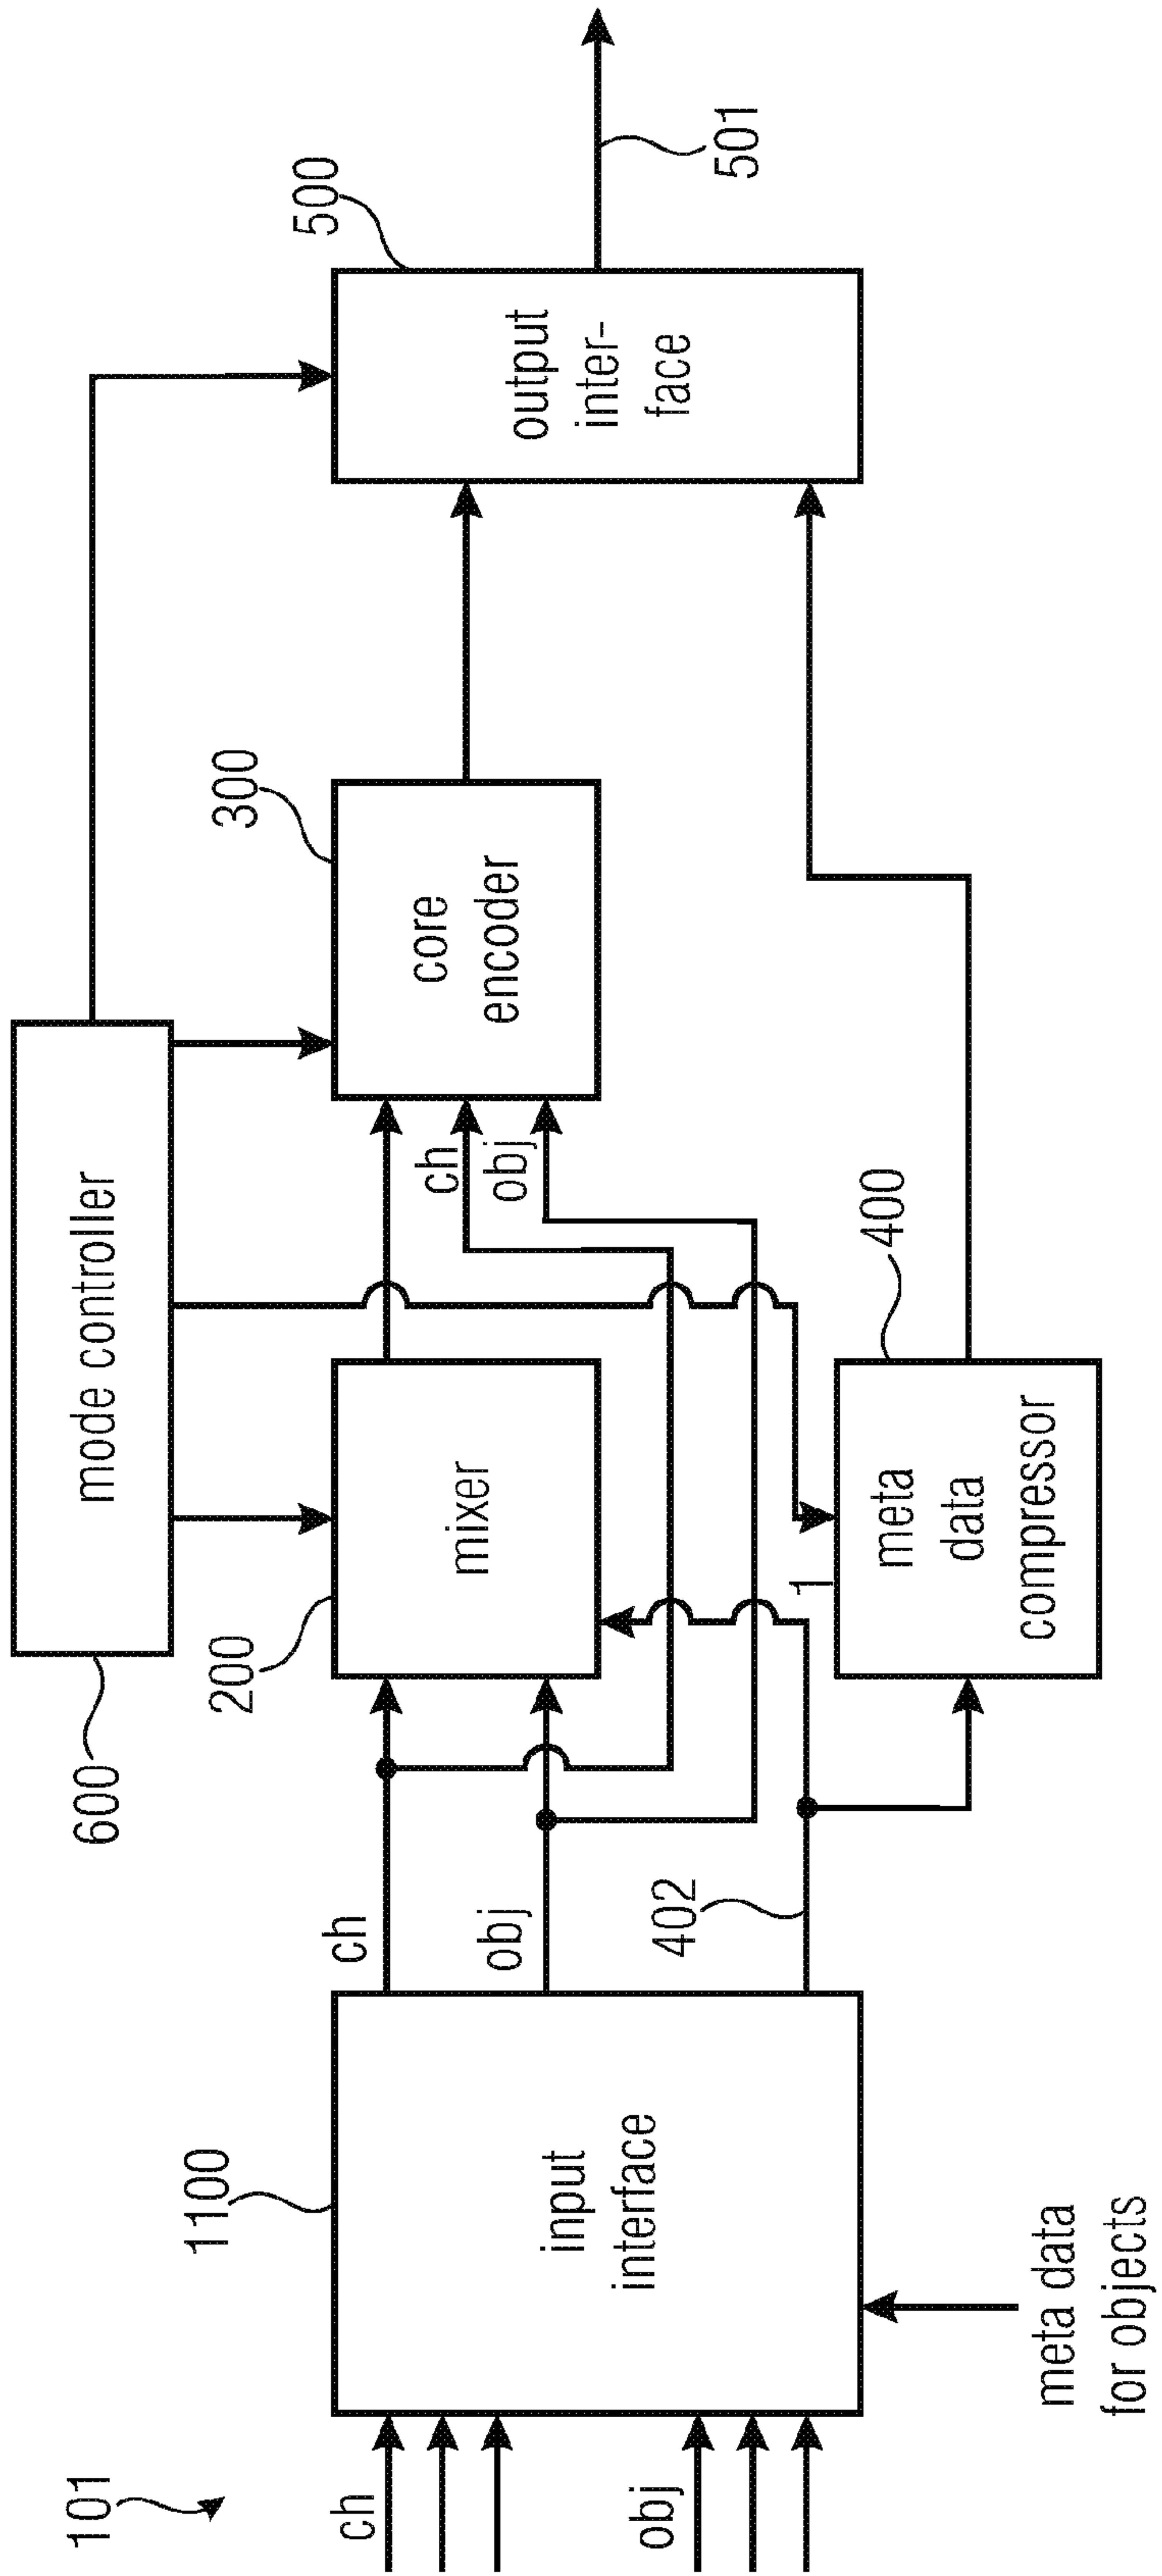 101
ch
obj
1100
input
interface
meta data
for objects
ch
obj
402
600
mode controller
200
mixer
1
400
meta
data
compressor
ch
obj
300
core
encoder
500
output
inter-
face
501